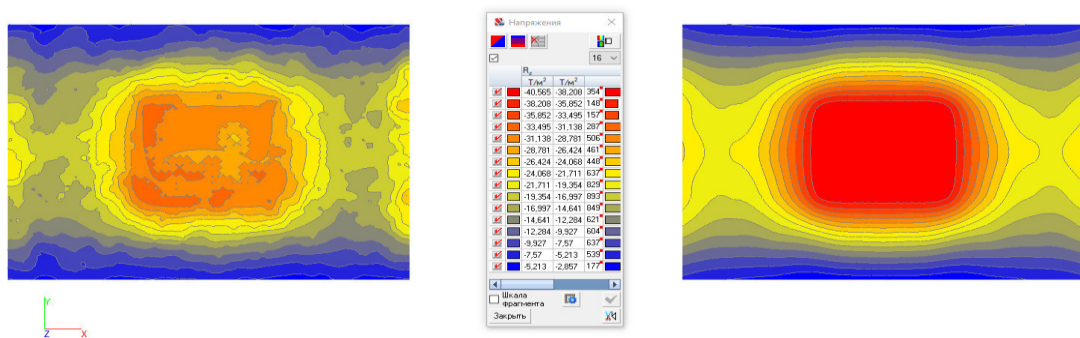 Напряжения
16
Rz
Т/м² Т/м²
-40,565 -38,208 354
-38,208 -35,852 148
-35,852 -33,495 157
-33,495 -31,138 287
-31,138 -28,781 506
-28,781 -26,424 461
-26,424 -24,068 448
-24,068 -21,711 637
-21,711 -19,354 829
-19,354 -16,997 893
-16,997 -14,641 849
-14,641 -12,284 621
-12,284 -9,927 604
-9,927 -7,57 637
-7,57 -5,213 539
-5,213 -2,857 177
Шкала
фрагмента
Закрыть
Y
Z X